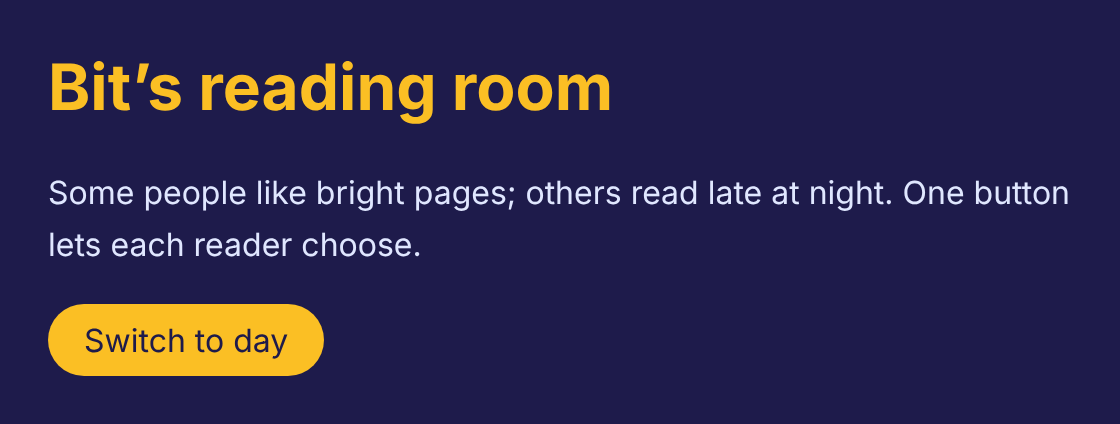 Bit’s reading room
Some people like bright pages; others read late at night. One button
lets each reader choose.
Switch to day